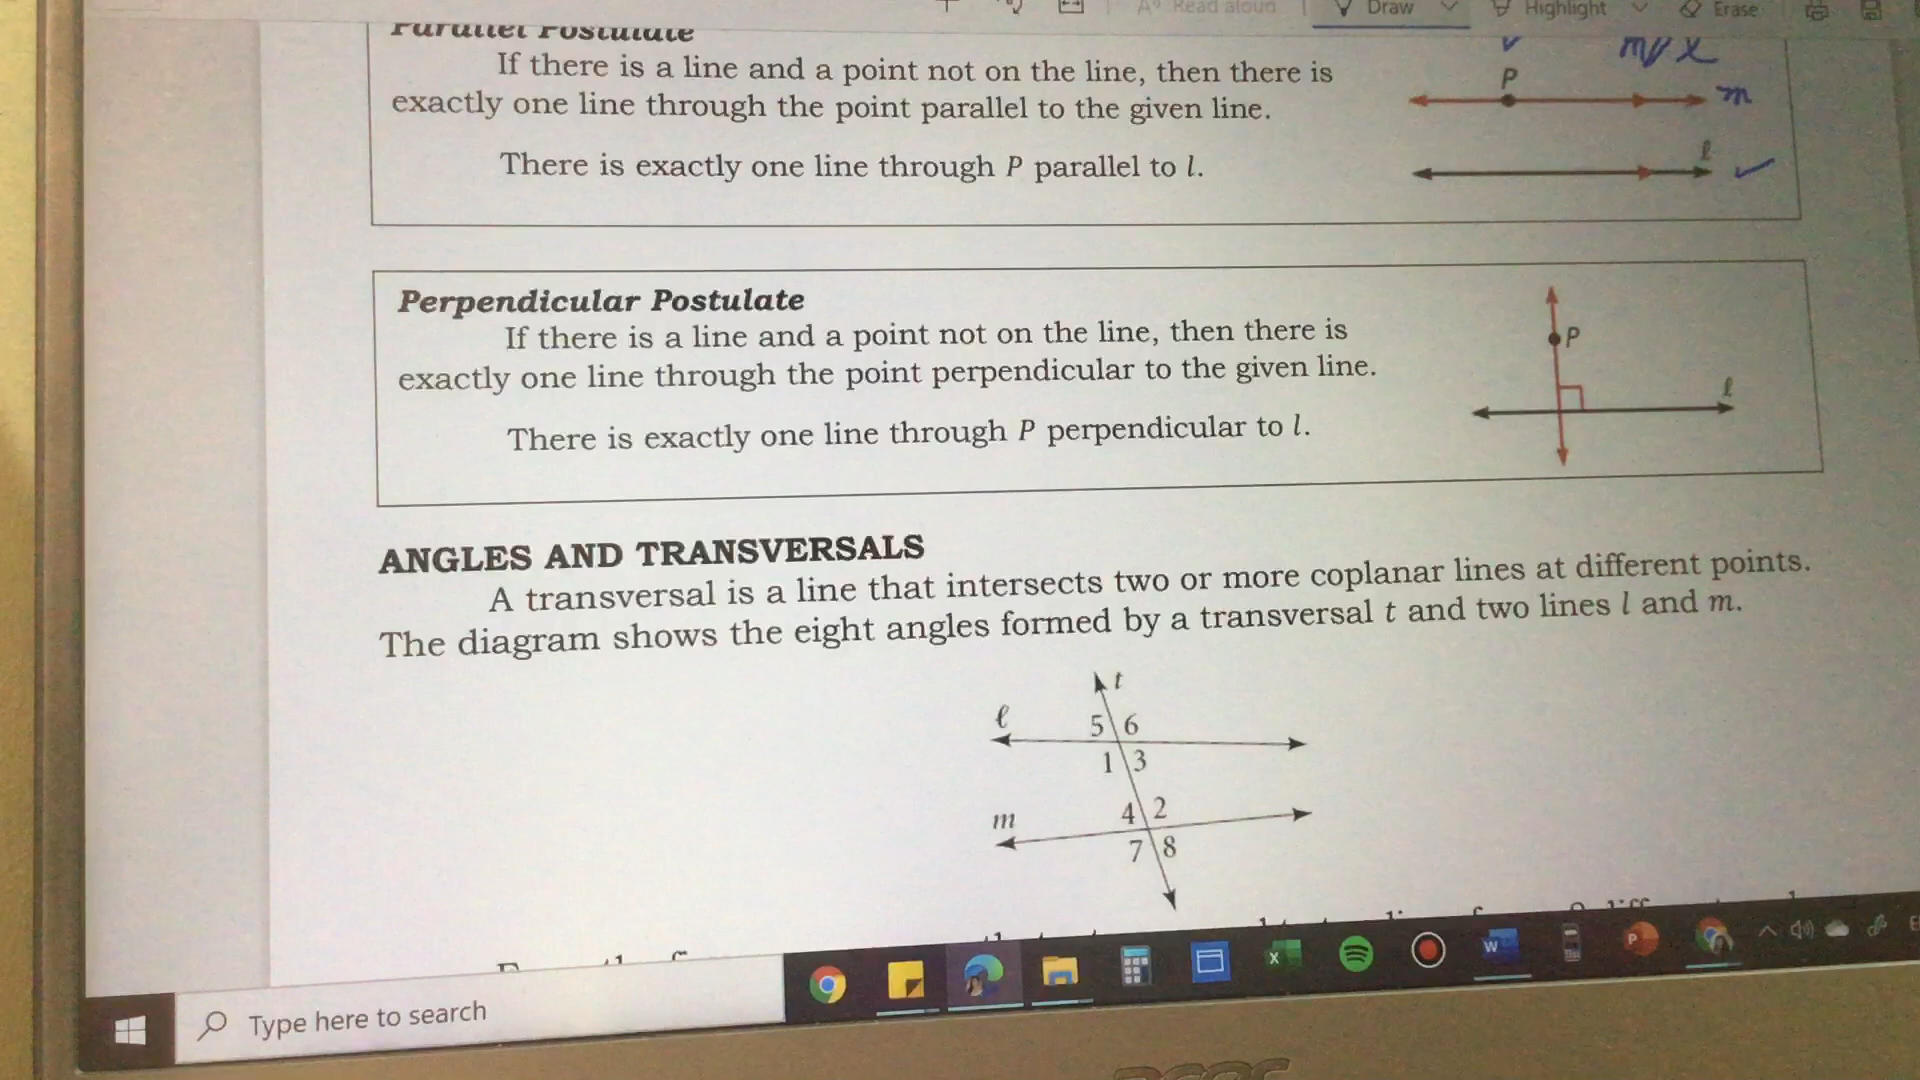 Read aloud
Draw
Highlight
Erase
Parallel Postulate
If there is a line and a point not on the line, then there is
exactly one line through the point parallel to the given line.
There is exactly one line through P parallel to l.
P
m
ℓ
Perpendicular Postulate
If there is a line and a point not on the line, then there is
exactly one line through the point perpendicular to the given line.
There is exactly one line through P perpendicular to l.
P
ℓ
ANGLES AND TRANSVERSALS
A transversal is a line that intersects two or more coplanar lines at different points.
The diagram shows the eight angles formed by a transversal t and two lines l and m.
t
ℓ 5 6
1 3
m 4 2
7 8
Type here to search
acer